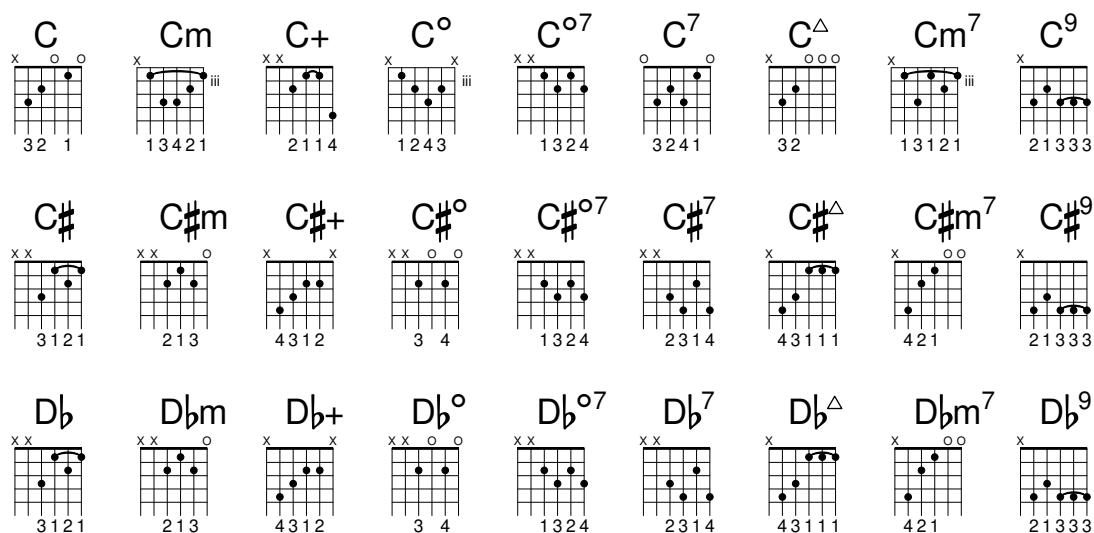 C Cm C+ C° C°⁷ C⁷ C△ Cm⁷ C⁹
x o o x x x x x x x o o x o o o x x
iii iii iii
3 2 1 1 3 4 2 1 2 1 1 4 1 2 4 3 1 3 2 4 3 2 4 1 3 2 1 3 1 2 1 2 1 3 3 3
C♯ C♯m C♯+ C♯° C♯°⁷ C♯⁷ C♯△ C♯m⁷ C♯⁹
x x x x o x x x x o o x x x x x x o o x
3 1 2 1 2 1 3 4 3 1 2 3 4 1 3 2 4 2 3 1 4 4 3 1 1 1 4 2 1 2 1 3 3 3
D♭ D♭m D♭+ D♭° D♭°⁷ D♭⁷ D♭△ D♭m⁷ D♭⁹
x x x x o x x x x o o x x x x x x o o x
3 1 2 1 2 1 3 4 3 1 2 3 4 1 3 2 4 2 3 1 4 4 3 1 1 1 4 2 1 2 1 3 3 3